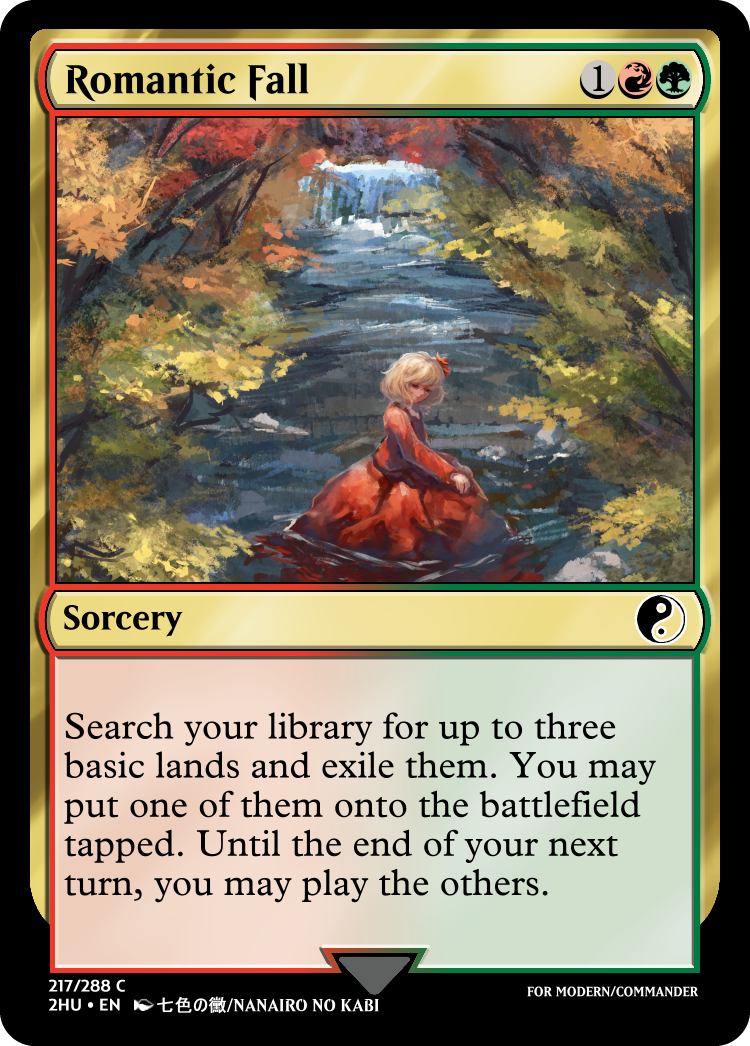 Romantic Fall 1
Sorcery
Search your library for up to three
basic lands and exile them. You may
put one of them onto the battlefield
tapped. Until the end of your next
turn, you may play the others.
217/288 C
2HU • EN 七色の黴/NANAIRO NO KABI
FOR MODERN/COMMANDER